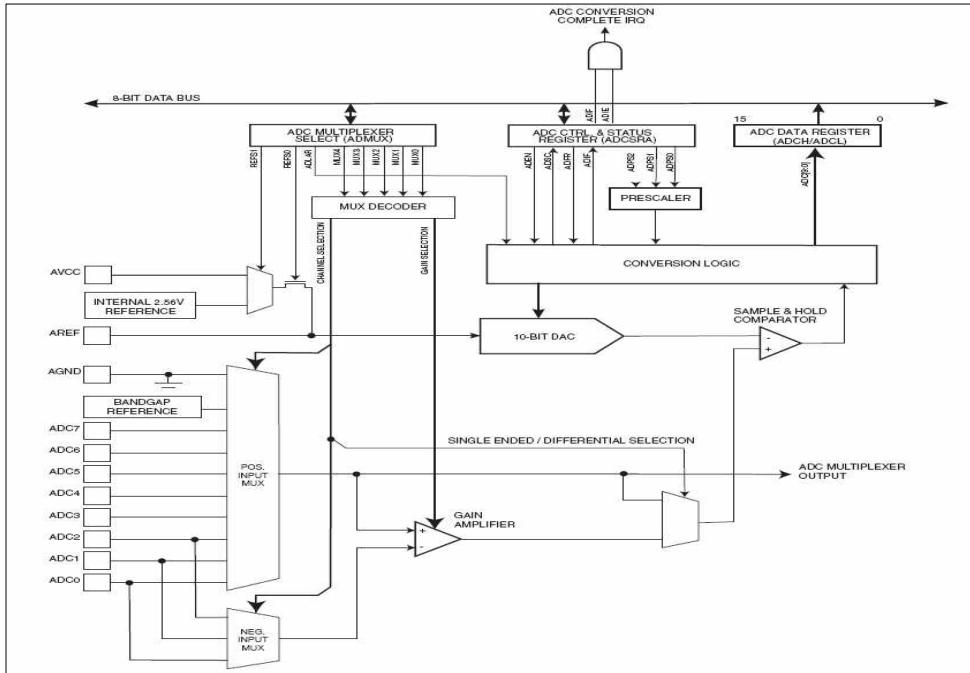 ADC CONVERSION
COMPLETE IRQ
8-BIT DATA BUS
ADIF
ADIE
15
0
ADC MULTIPLEXER
SELECT (ADMUX)
ADC CTRL. & STATUS
REGISTER (ADCSRA)
ADC DATA REGISTER
(ADCH/ADCL)
REFS1
REFS0
ADLAR
MUX4
MUX3
MUX2
MUX1
MUX0
ADEN
ADSC
ADFR
ADIF
ADPS2
ADPS1
ADPS0
ADC[9:0]
MUX DECODER
PRESCALER
CHANNEL SELECTION
GAIN SELECTION
CONVERSION LOGIC
AVCC
INTERNAL 2.56V
REFERENCE
AREF
10-BIT DAC
SAMPLE & HOLD
COMPARATOR
-
+
AGND
BANDGAP
REFERENCE
ADC7
ADC6
ADC5
ADC4
ADC3
ADC2
ADC1
ADC0
POS.
INPUT
MUX
SINGLE ENDED / DIFFERENTIAL SELECTION
ADC MULTIPLEXER
OUTPUT
GAIN
AMPLIFIER
+
-
NEG.
INPUT
MUX